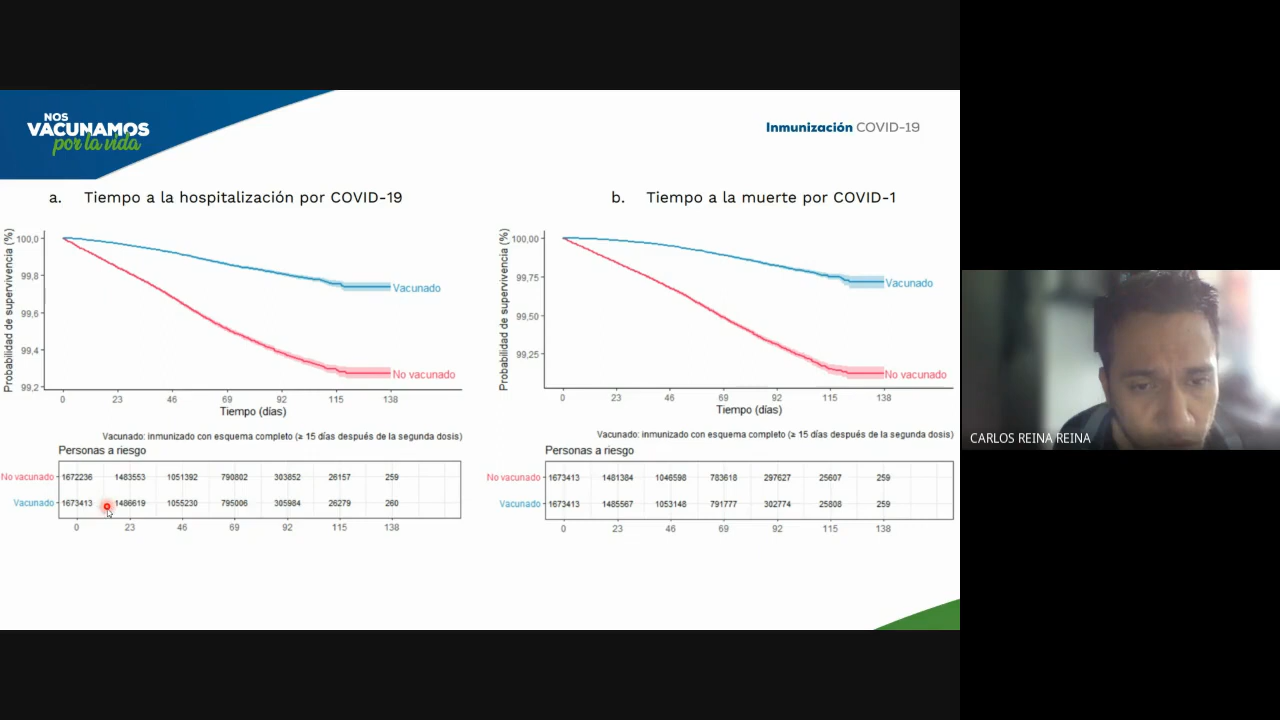 NOS
VACUNAMOS
por la vida
Inmunización COVID-19
a. Tiempo a la hospitalización por COVID-19
Probabilidad de supervivencia (%)
100,0
99,8
99,6
99,4
99,2
Vacunado
No vacunado
0 23 46 69 92 115 138
Tiempo (días)
Vacunado: inmunizado con esquema completo (≥ 15 días después de la segunda dosis)
Personas a riesgo
No vacunado 1672236 1483553 1051392 790802 303852 26157 259
Vacunado 1673413 1486619 1055230 795006 305984 26279 260
0 23 46 69 92 115 138
b. Tiempo a la muerte por COVID-1
Probabilidad de supervivencia (%)
100,00
99,75
99,50
99,25
Vacunado
No vacunado
0 23 46 69 92 115 138
Tiempo (días)
Vacunado: inmunizado con esquema completo (≥ 15 días después de la segunda dosis)
Personas a riesgo
No vacunado 1673413 1481384 1046598 783618 297627 25607 259
Vacunado 1673413 1485567 1053148 791777 302774 25808 259
0 23 46 69 92 115 138
CARLOS REINA REINA